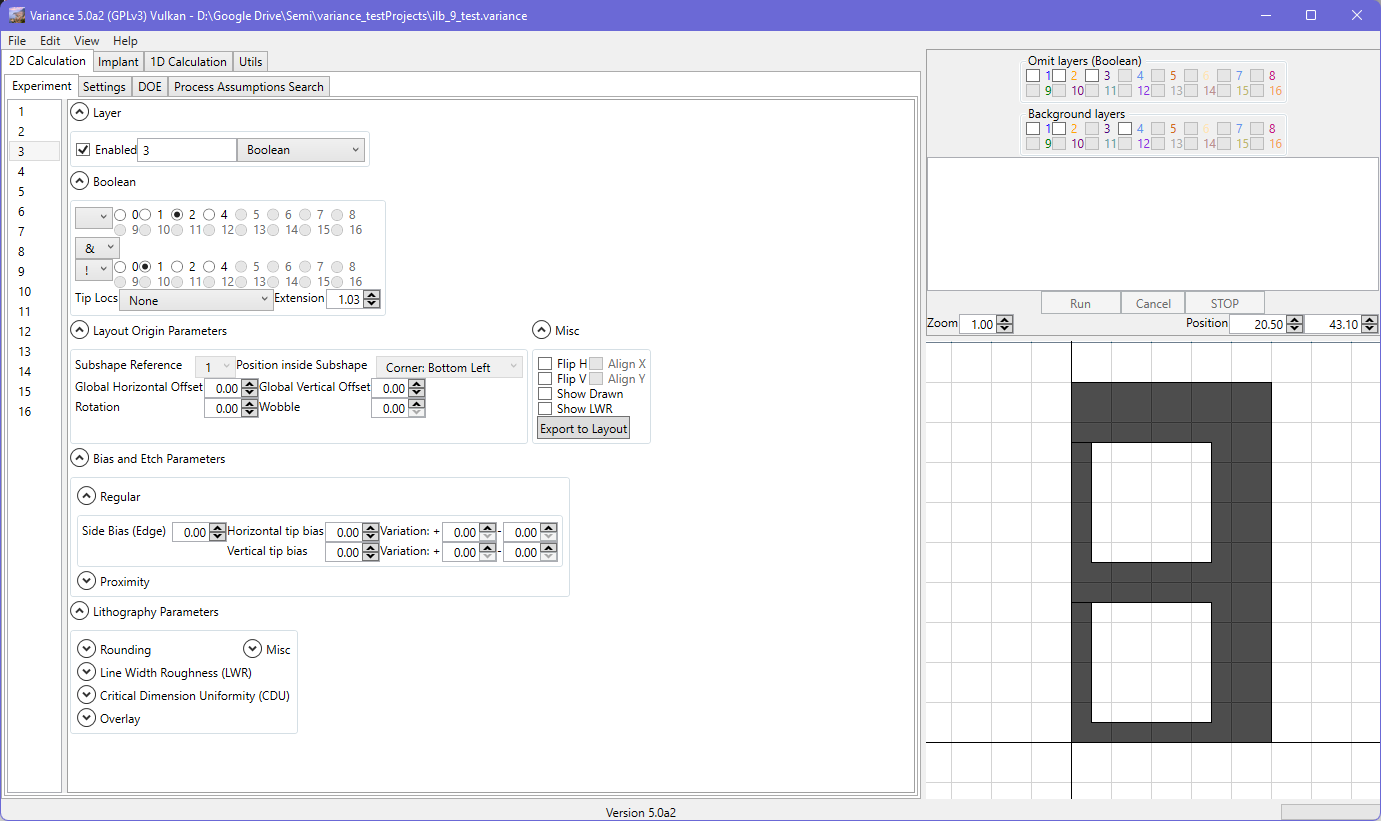 Variance 5.0a2 (GPLv3) Vulkan - D:\Google Drive\Semi\variance_testProjects\ilb_9_test.variance
File Edit View Help
2D Calculation Implant 1D Calculation Utils
Experiment Settings DOE Process Assumptions Search
1
2
3
4
5
6
7
8
9
10
11
12
13
14
15
16
Layer
Enabled 3 Boolean
Boolean
0 1 2 4 5 6 7 8
9 10 11 12 13 14 15 16
&
! 0 1 2 4 5 6 7 8
9 10 11 12 13 14 15 16
Tip Locs None Extension 1.03
Layout Origin Parameters
Subshape Reference 1 Position inside Subshape Corner: Bottom Left
Global Horizontal Offset 0.00 Global Vertical Offset 0.00
Rotation 0.00 Wobble 0.00
Misc
Flip H Align X
Flip V Align Y
Show Drawn
Show LWR
Export to Layout
Bias and Etch Parameters
Regular
Side Bias (Edge) 0.00 Horizontal tip bias 0.00 Variation: + 0.00 - 0.00
Vertical tip bias 0.00 Variation: + 0.00 - 0.00
Proximity
Lithography Parameters
Rounding Misc
Line Width Roughness (LWR)
Critical Dimension Uniformity (CDU)
Overlay
Omit layers (Boolean)
1 2 3 4 5 6 7 8
9 10 11 12 13 14 15 16
Background layers
1 2 3 4 5 6 7 8
9 10 11 12 13 14 15 16
Run Cancel STOP
Zoom 1.00 Position 20.50 43.10
Version 5.0a2